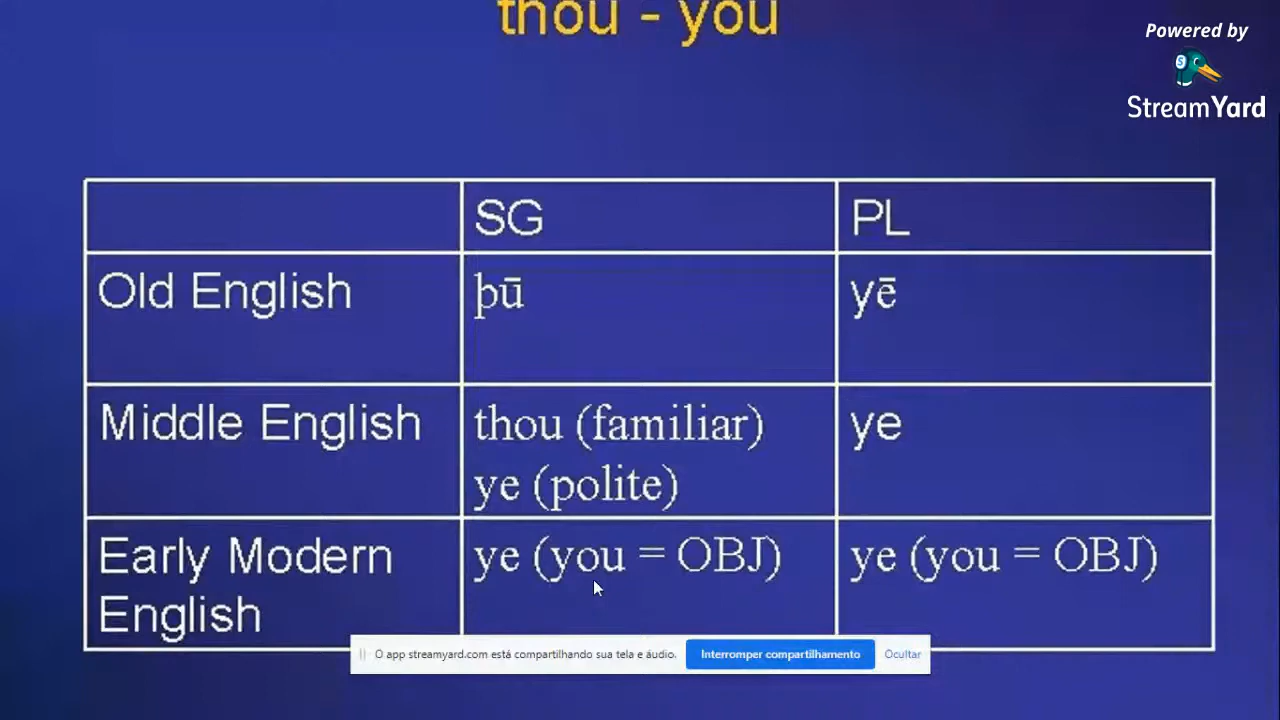 thou - you
Powered by
StreamYard
SG PL
Old English þū yē
Middle English thou (familiar) ye
ye (polite)
Early Modern ye (you = OBJ) ye (you = OBJ)
English
O app streamyard.com está compartilhando sua tela e áudio. Interromper compartilhamento Ocultar